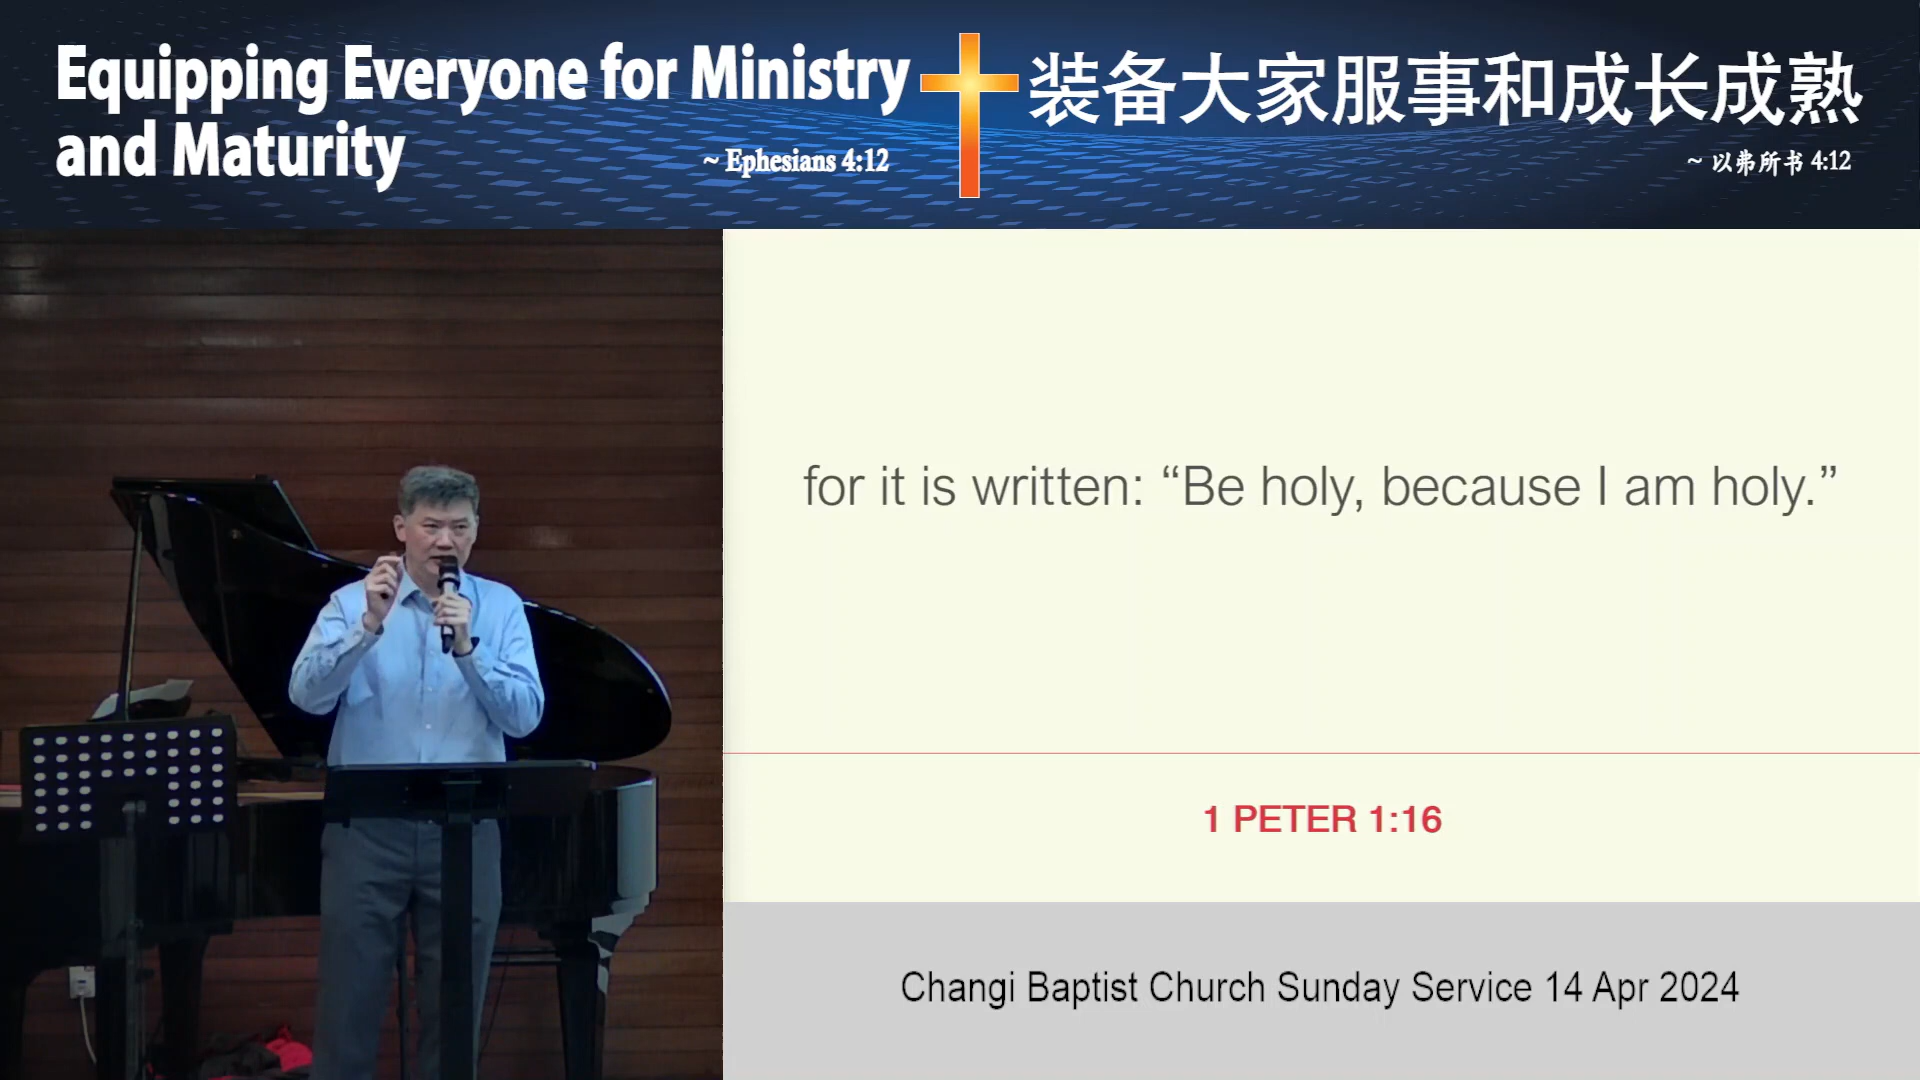 Equipping Everyone for Ministry
and Maturity
~ Ephesians 4:12
装备大家服事和成长成熟
~ 以弗所书 4:12
for it is written: “Be holy, because I am holy.”
1 PETER 1:16
Changi Baptist Church Sunday Service 14 Apr 2024